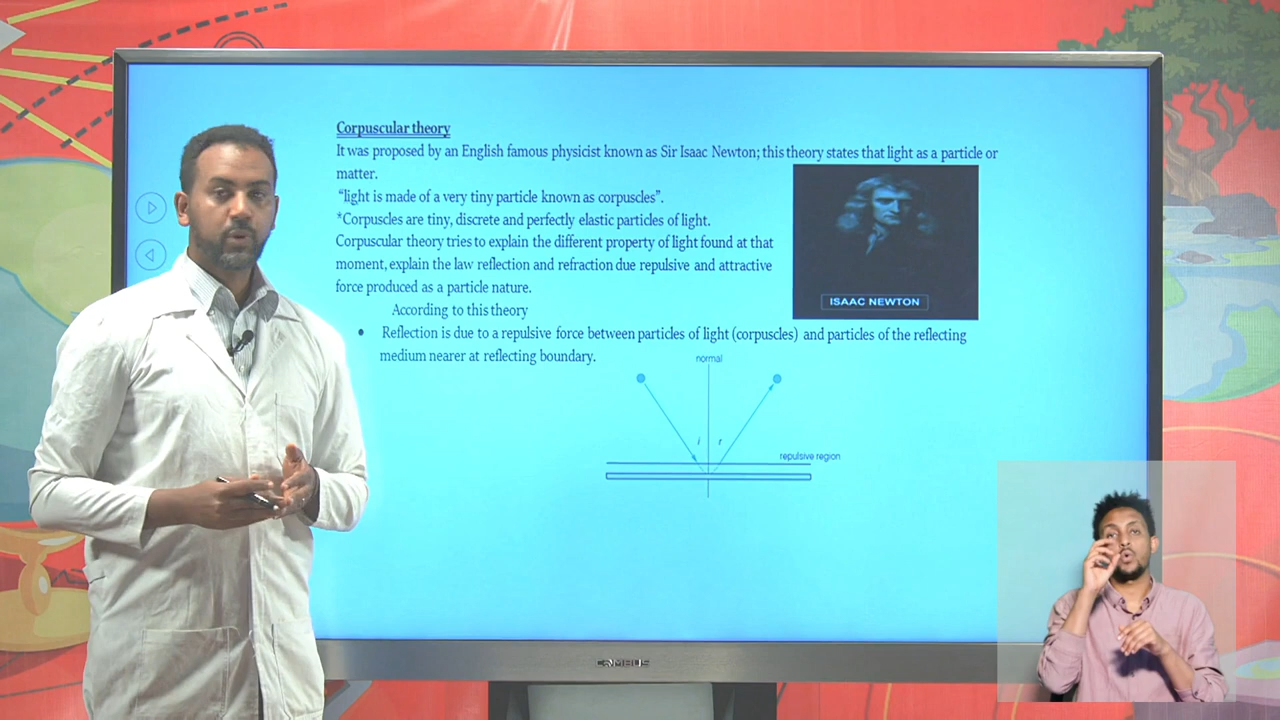 Corpuscular theory
It was proposed by an English famous physicist known as Sir Isaac Newton; this theory states that light as a particle or
matter.
“light is made of a very tiny particle known as corpuscles”.
*Corpuscles are tiny, discrete and perfectly elastic particles of light.
Corpuscular theory tries to explain the different property of light found at that
moment, explain the law reflection and refraction due repulsive and attractive
force produced as a particle nature.
ISAAC NEWTON
According to this theory
• Reflection is due to a repulsive force between particles of light (corpuscles) and particles of the reflecting
medium nearer at reflecting boundary.
normal
i r
repulsive region
CAMBUS